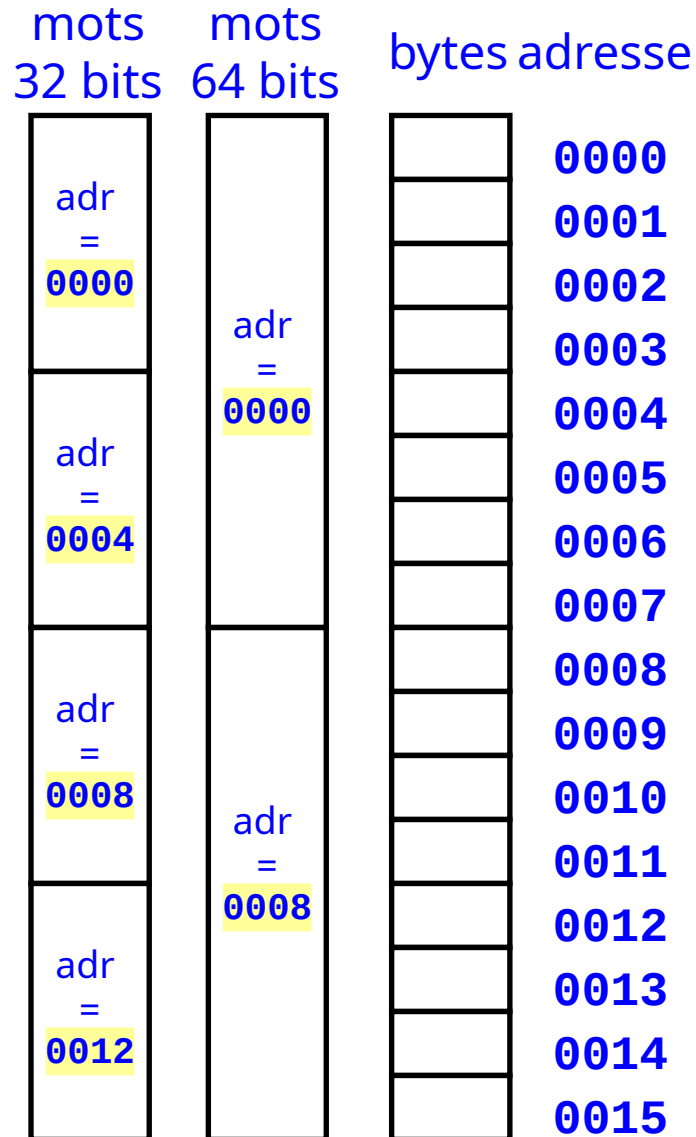 mots
32 bits
mots
64 bits
bytes
adresse
adr
=
0000
adr
=
0004
adr
=
0008
adr
=
0012
adr
=
0000
adr
=
0008
0000
0001
0002
0003
0004
0005
0006
0007
0008
0009
0010
0011
0012
0013
0014
0015